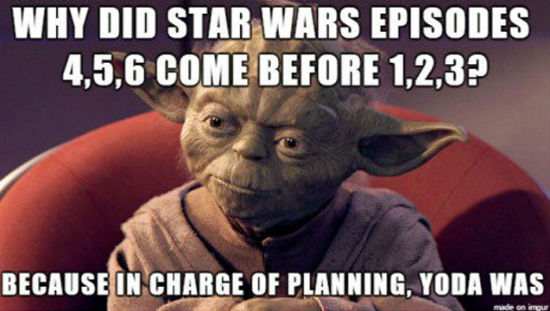 WHY DID STAR WARS EPISODES
4,5,6 COME BEFORE 1,2,3?
BECAUSE IN CHARGE OF PLANNING, YODA WAS
made on imgur